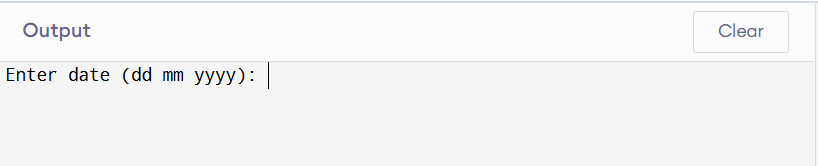 Output
Clear
Enter date (dd mm yyyy):